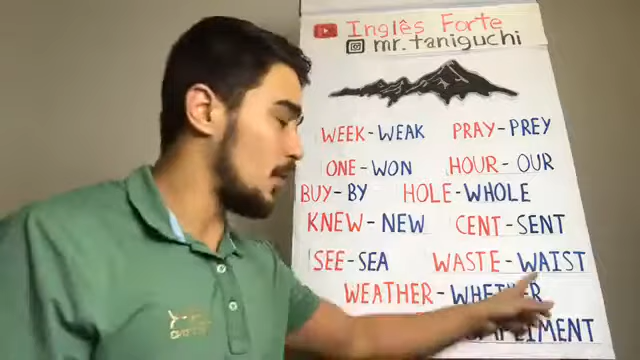 Inglês Forte
mr.taniguchi
WEEK-WEAK PRAY-PREY
ONE-WON HOUR-OUR
BUY-BY HOLE-WHOLE
KNEW-NEW CENT-SENT
SEE-SEA WASTE-WAIST
WEATHER-WHETHER